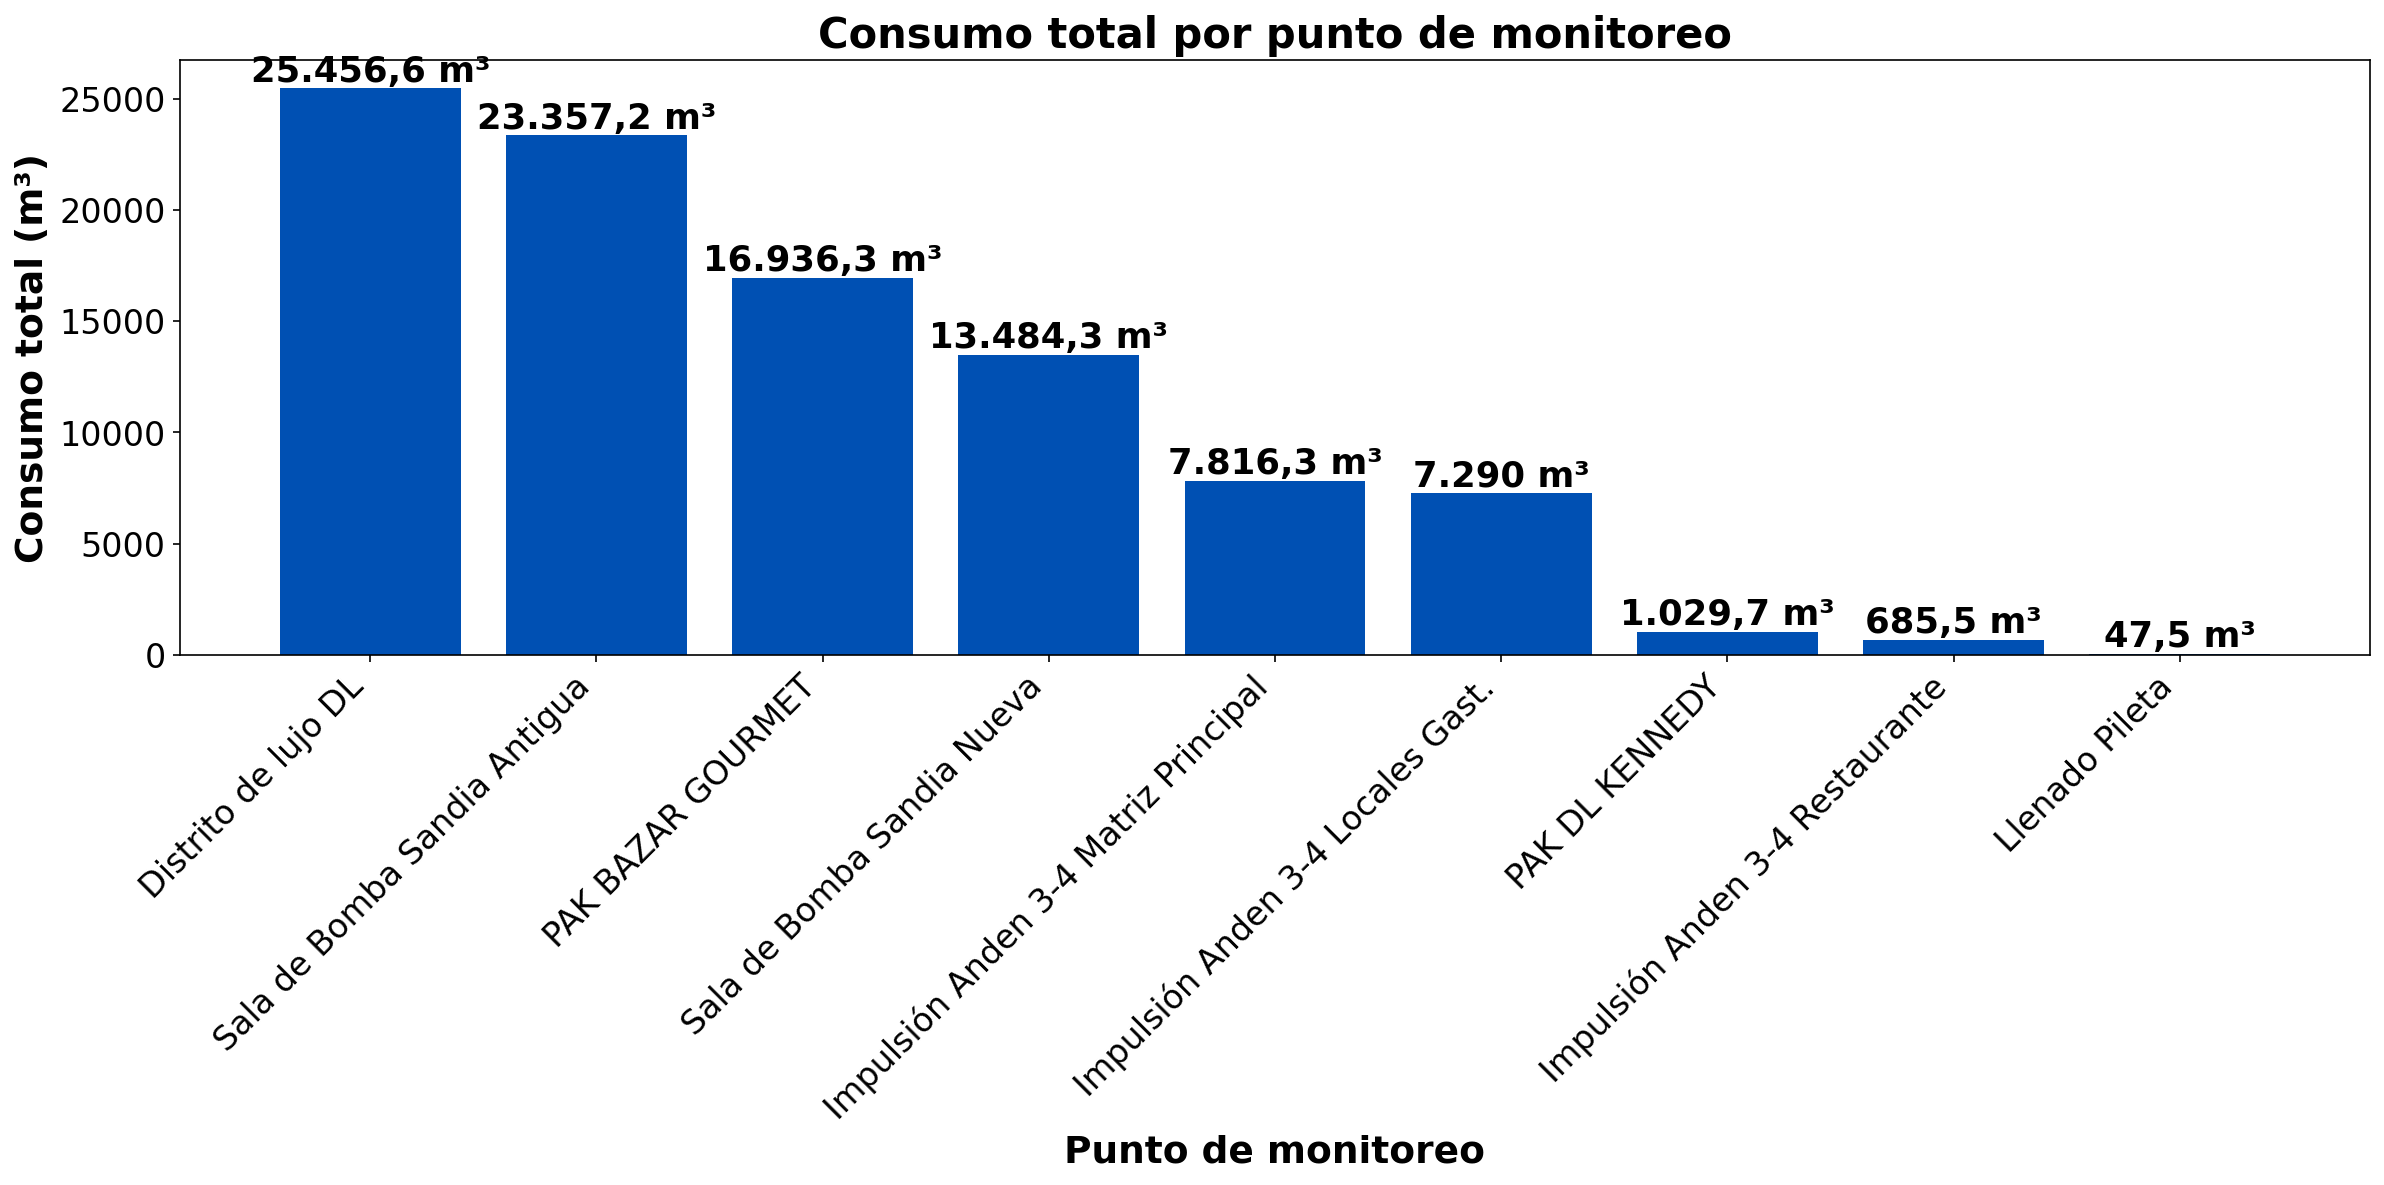 Consumo total por punto de monitoreo
Consumo total (m³)
25000
20000
15000
10000
5000
0
25.456,6 m³
23.357,2 m³
16.936,3 m³
13.484,3 m³
7.816,3 m³
7.290 m³
1.029,7 m³
685,5 m³
47,5 m³
Distrito de lujo DL
Sala de Bomba Sandia Antigua
PAK BAZAR GOURMET
Sala de Bomba Sandia Nueva
Impulsión Anden 3-4 Matriz Principal
Impulsión Anden 3-4 Locales Gast.
PAK DL KENNEDY
Impulsión Anden 3-4 Restaurante
Llenado Pileta
Punto de monitoreo